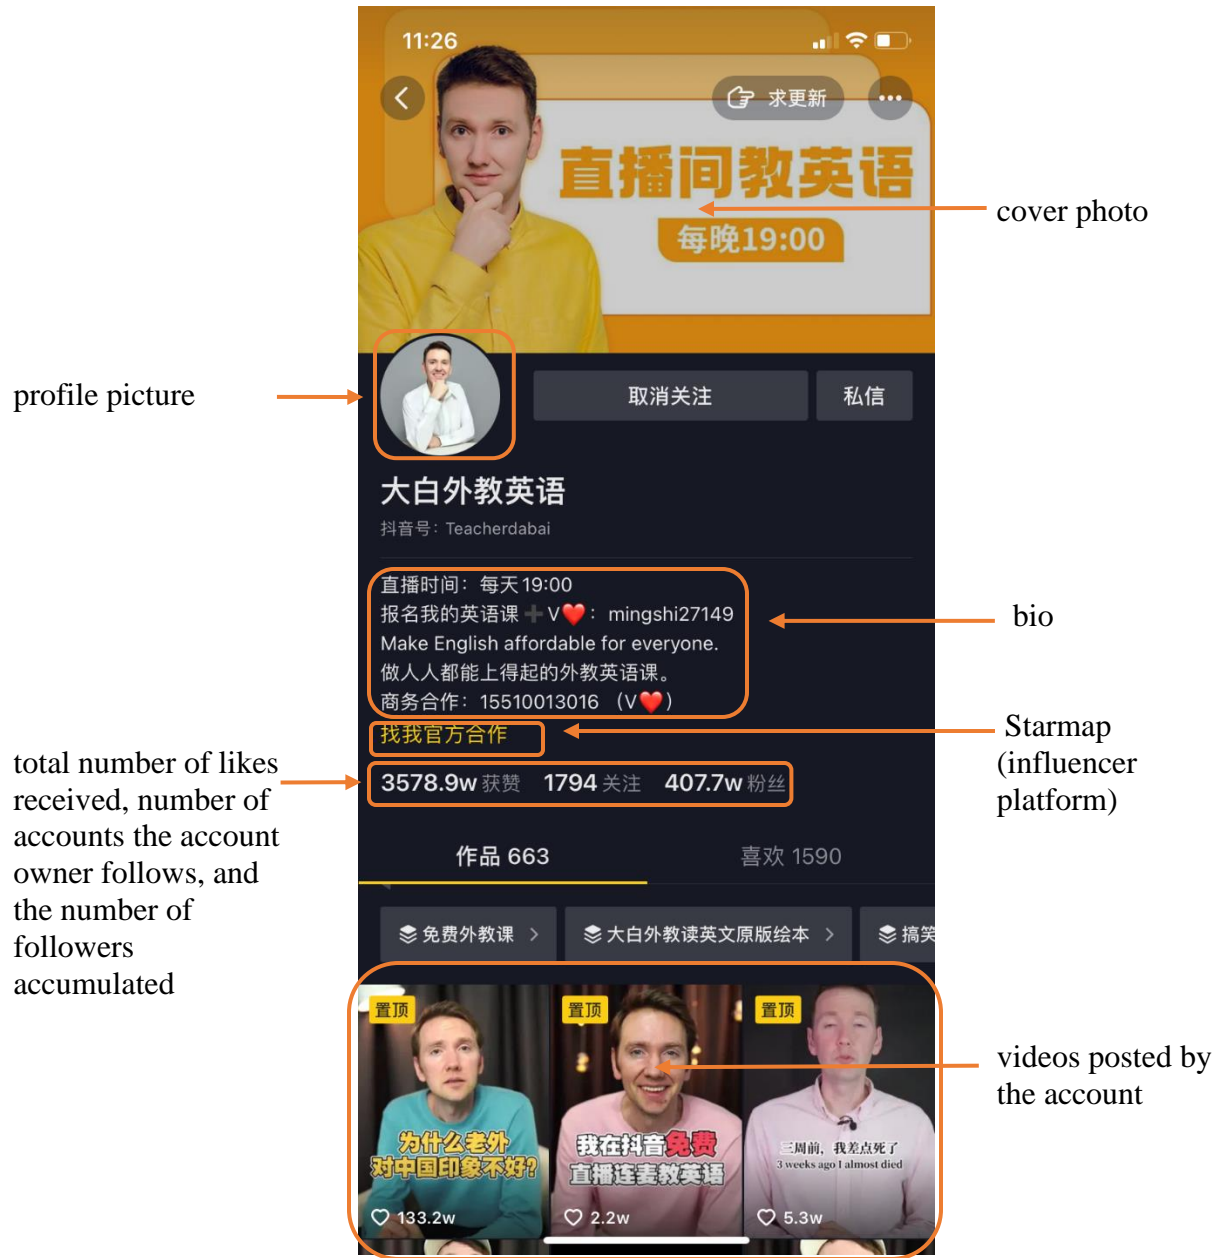 11:26
求更新
直播间教英语
每晚19:00
cover photo
profile picture
取消关注
私信
大白外教英语
抖音号：Teacherdabai
直播时间：每天19:00
报名我的英语课➕V❤️：mingshi27149
Make English affordable for everyone.
做人人都能上得起的外教英语课。
商务合作：15510013016 （V❤️）
bio
找我官方合作
Starmap
(influencer
platform)
3578.9w 获赞 1794 关注 407.7w 粉丝
total number of likes
received, number of
accounts the account
owner follows, and
the number of
followers
accumulated
作品 663
喜欢 1590
免费外教课
大白外教读英文原版绘本
搞笑
置顶
为什么老外
对中国印象不好?
133.2w
置顶
我在抖音免费
直播连麦教英语
2.2w
置顶
三周前，我差点死了
3 weeks ago I almost died
5.3w
videos posted by
the account